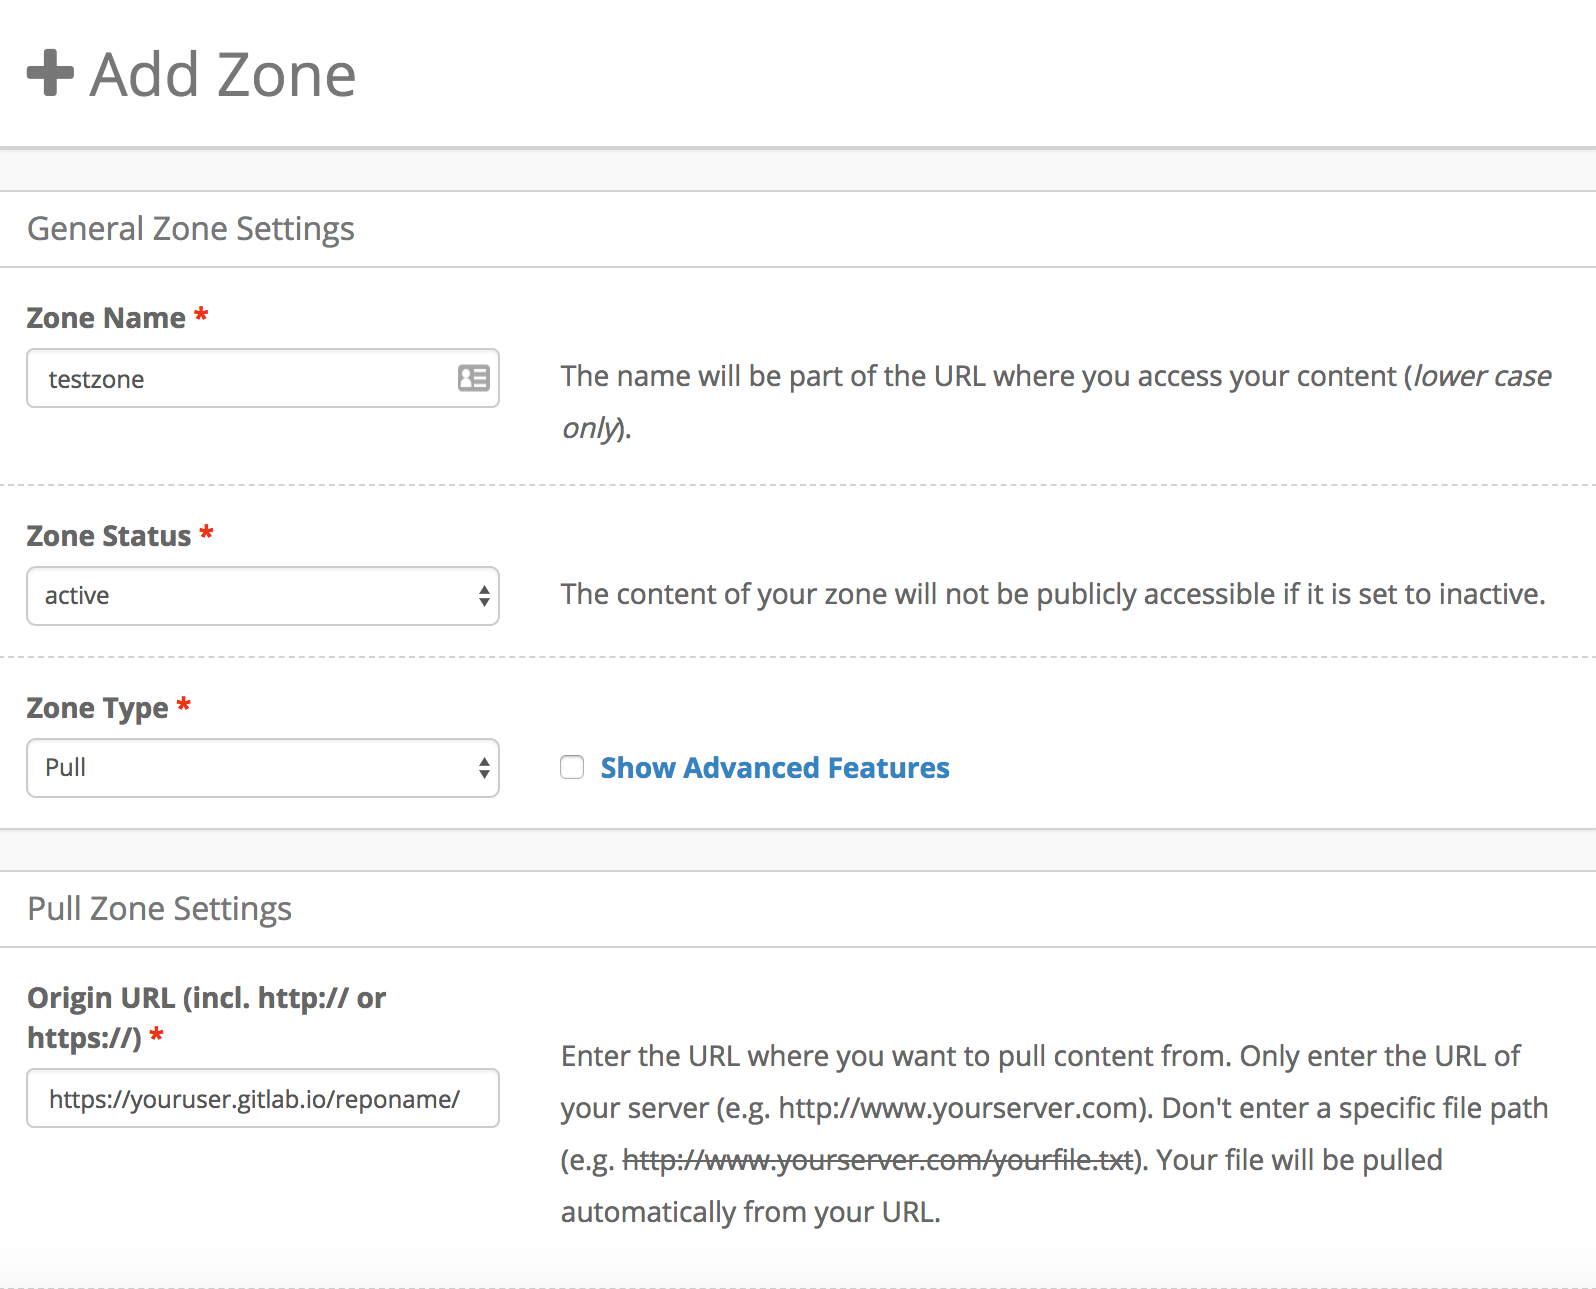 Add Zone
General Zone Settings
Zone Name *
testzone
The name will be part of the URL where you access your content (lower case
only).
Zone Status *
active
The content of your zone will not be publicly accessible if it is set to inactive.
Zone Type *
Pull
Show Advanced Features
Pull Zone Settings
Origin URL (incl. http:// or
https://) *
https://youruser.gitlab.io/reponame/
Enter the URL where you want to pull content from. Only enter the URL of
your server (e.g. http://www.yourserver.com). Don't enter a specific file path
(e.g. http://www.yourserver.com/yourfile.txt). Your file will be pulled
automatically from your URL.